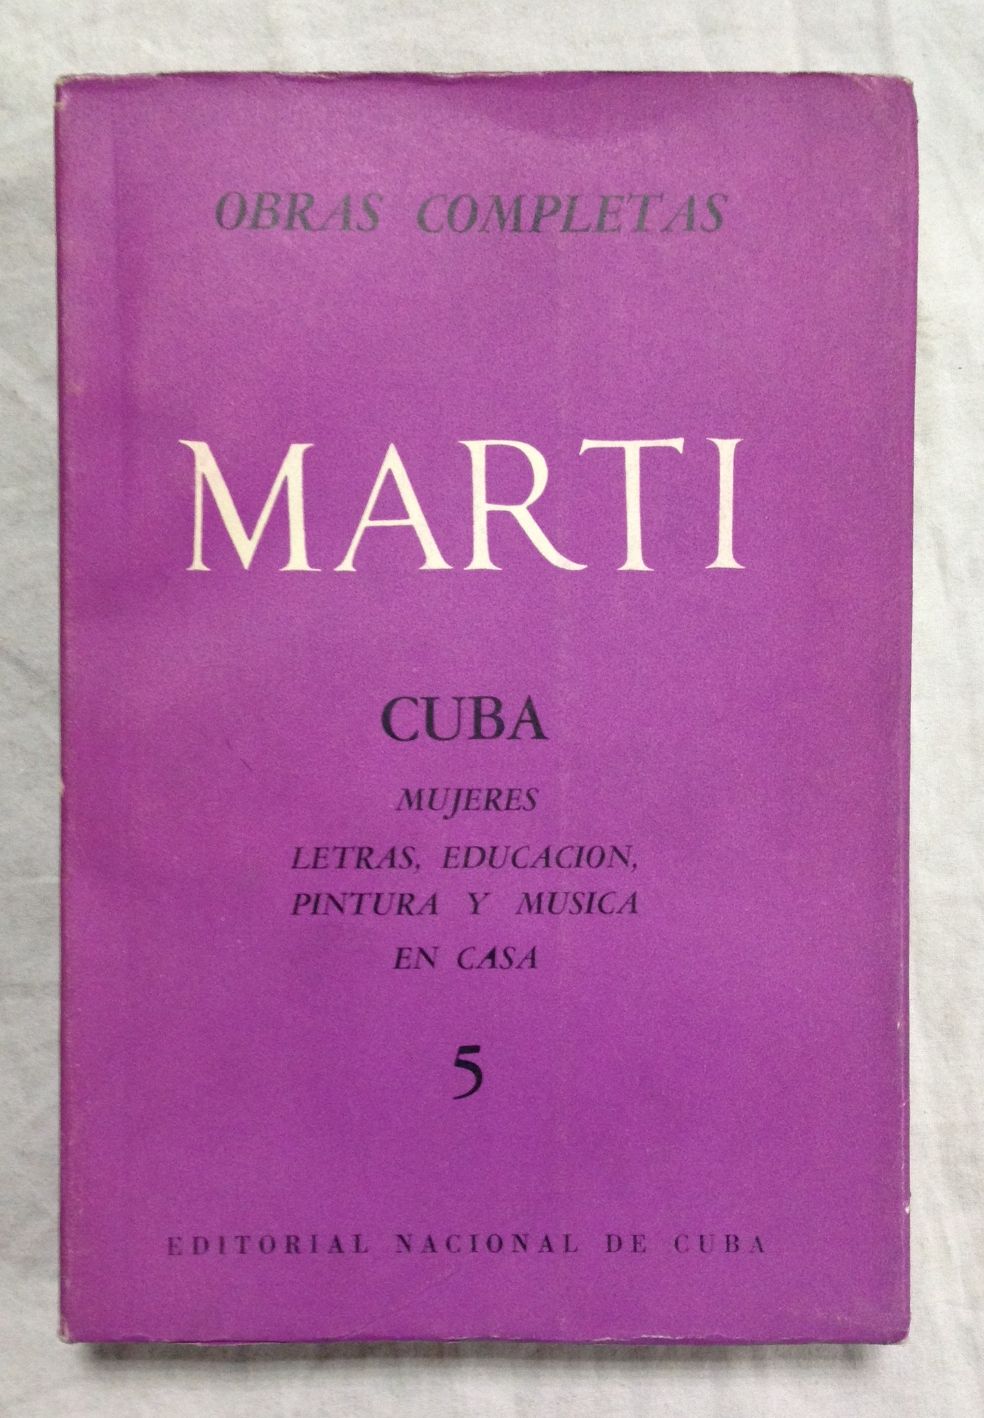 OBRAS COMPLETAS
MARTI
CUBA
MUJERES
LETRAS, EDUCACION,
PINTURA Y MUSICA
EN CASA
5
EDITORIAL NACIONAL DE CUBA